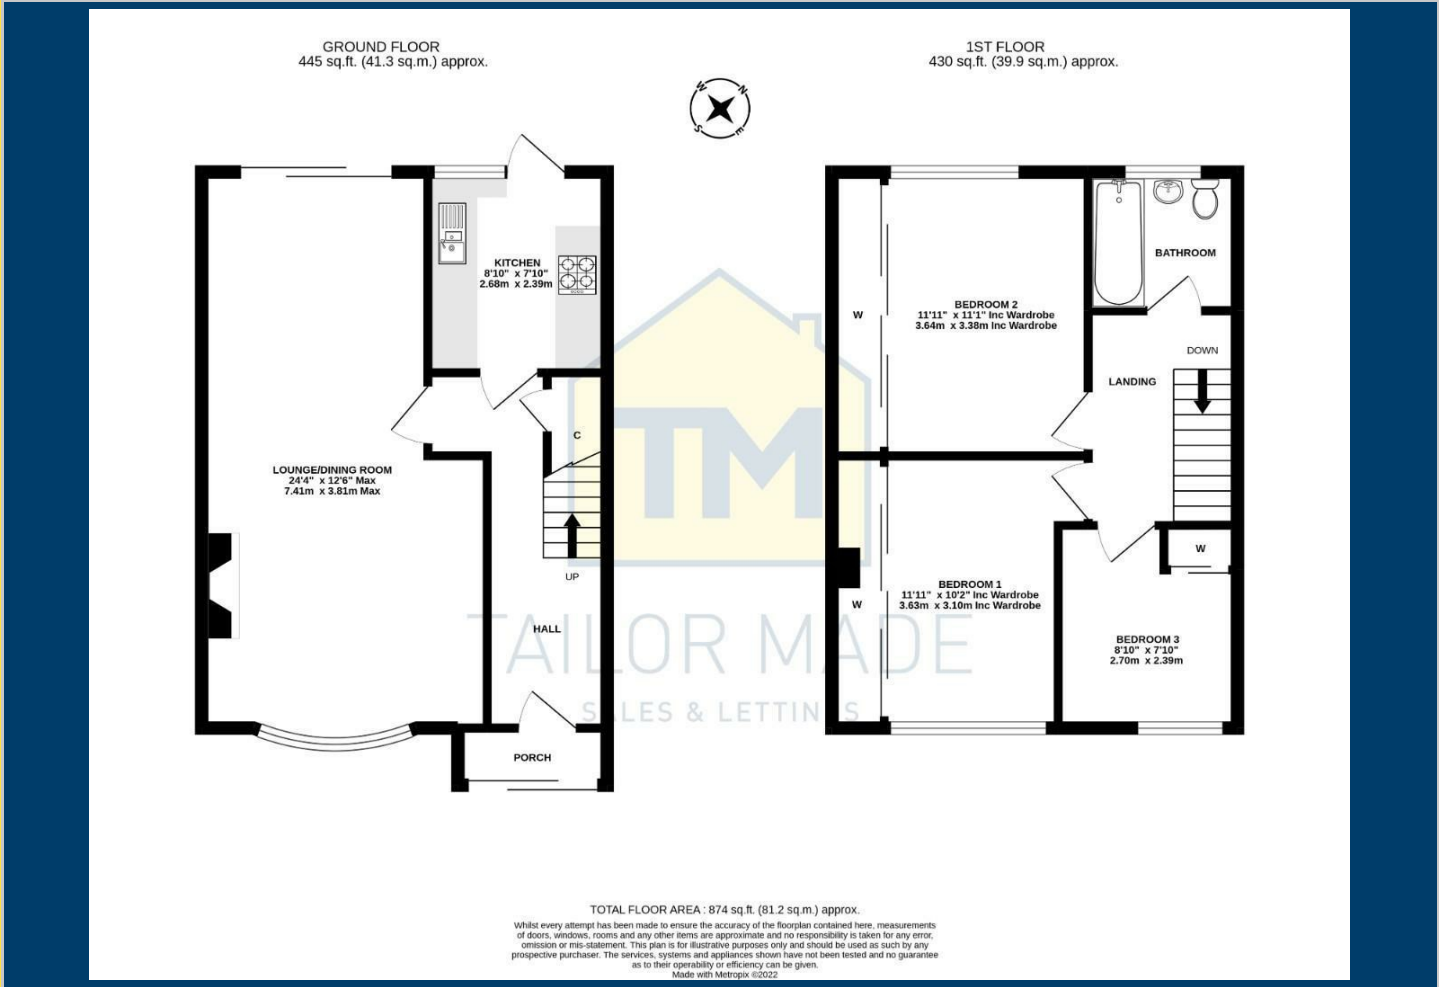 GROUND FLOOR
445 sq.ft. (41.3 sq.m.) approx.
1ST FLOOR
430 sq.ft. (39.9 sq.m.) approx.
W
N
S
E
KITCHEN
8'10" x 7'10"
2.68m x 2.39m
LOUNGE/DINING ROOM
24'4" x 12'6" Max
7.41m x 3.81m Max
C
UP
HALL
PORCH
BATHROOM
BEDROOM 2
11'11" x 11'1" Inc Wardrobe
3.64m x 3.38m Inc Wardrobe
W
DOWN
LANDING
W
BEDROOM 1
11'11" x 10'2" Inc Wardrobe
3.63m x 3.10m Inc Wardrobe
W
BEDROOM 3
8'10" x 7'10"
2.70m x 2.39m
TM
TAILOR MADE
SALES & LETTINGS
TOTAL FLOOR AREA : 874 sq.ft. (81.2 sq.m.) approx.
Whilst every attempt has been made to ensure the accuracy of the floorplan contained here, measurements
of doors, windows, rooms and any other items are approximate and no responsibility is taken for any error,
omission or mis-statement. This plan is for illustrative purposes only and should be used as such by any
prospective purchaser. The services, systems and appliances shown have not been tested and no guarantee
as to their operability or efficiency can be given.
Made with Metropix ©2022